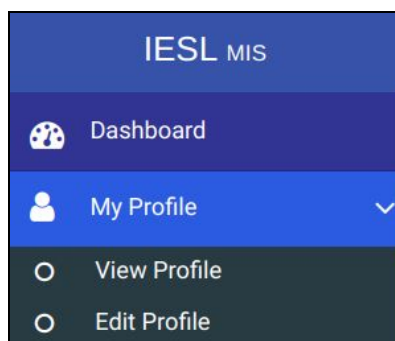 IESL MIS
Dashboard
My Profile
View Profile
Edit Profile